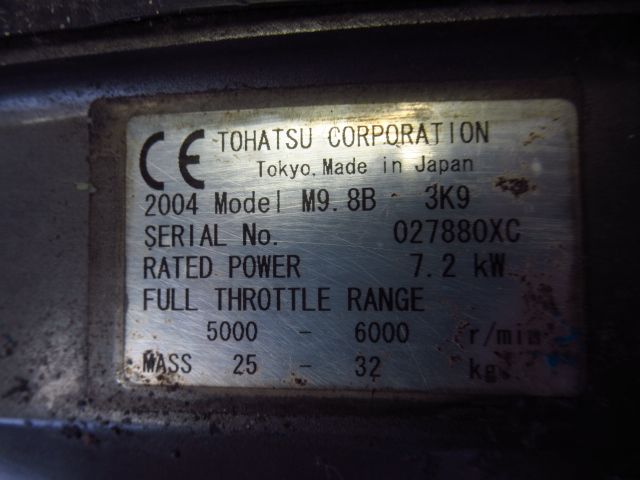 CE TOHATSU CORPORATION
Tokyo. Made in Japan
2004 Model M9.8B 3K9
SERIAL No. 027880XC
RATED POWER 7.2 kW
FULL THROTTLE RANGE
5000 - 6000 r/min
MASS 25 - 32 kg